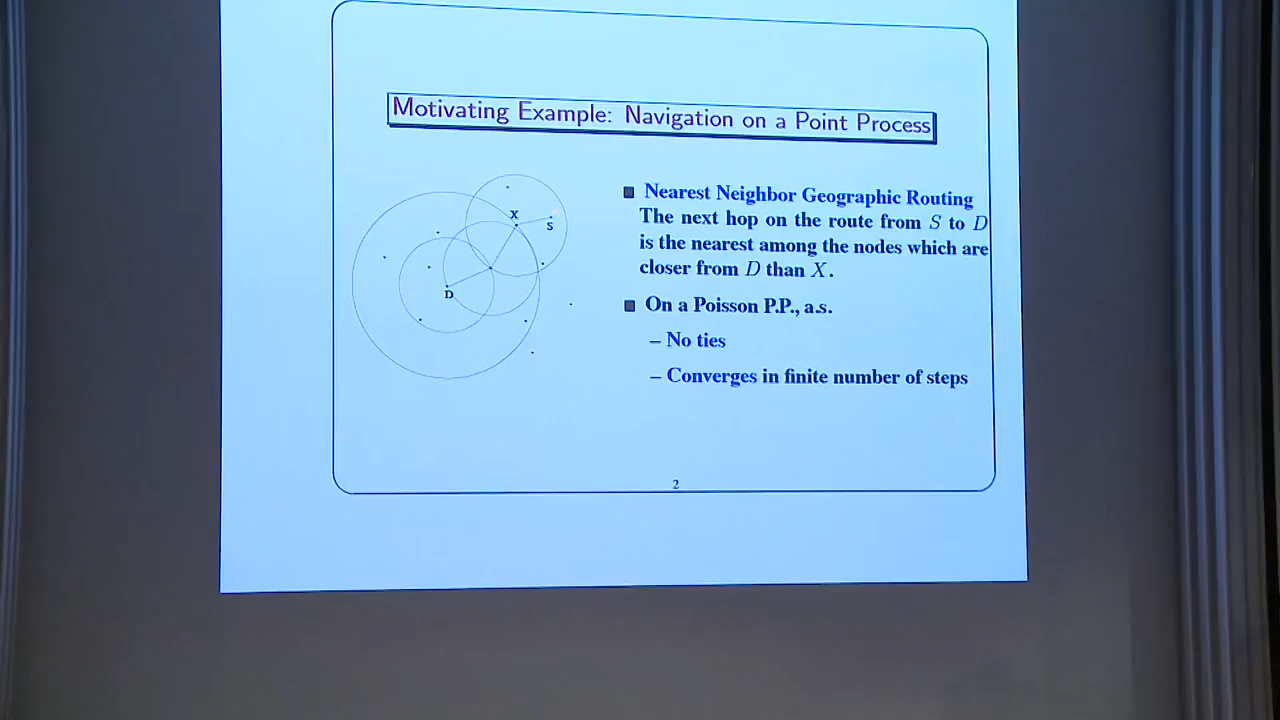 Motivating Example: Navigation on a Point Process
X
S
D
■ Nearest Neighbor Geographic Routing
The next hop on the route from S to D
is the nearest among the nodes which are
closer from D than X.
■ On a Poisson P.P., a.s.
– No ties
– Converges in finite number of steps
2